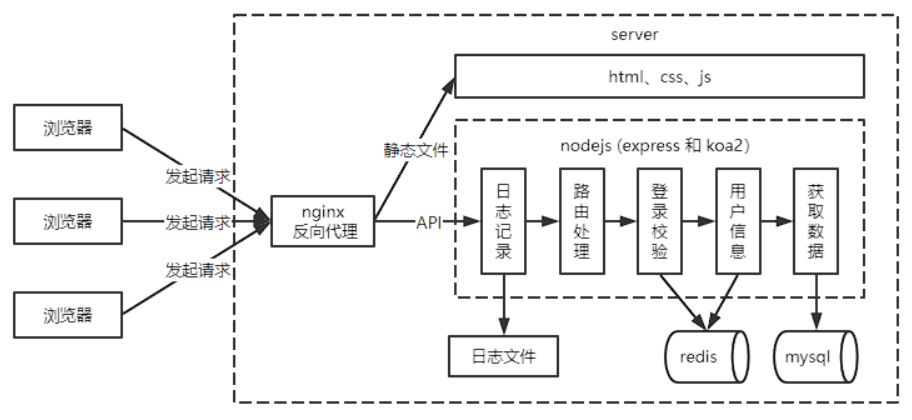 server
html、css、js
浏览器
浏览器
浏览器
发起请求
发起请求
发起请求
nginx
反向代理
静态文件
API
nodejs (express 和 koa2)
日志记录
路由处理
登录校验
用户信息
获取数据
日志文件
redis
mysql